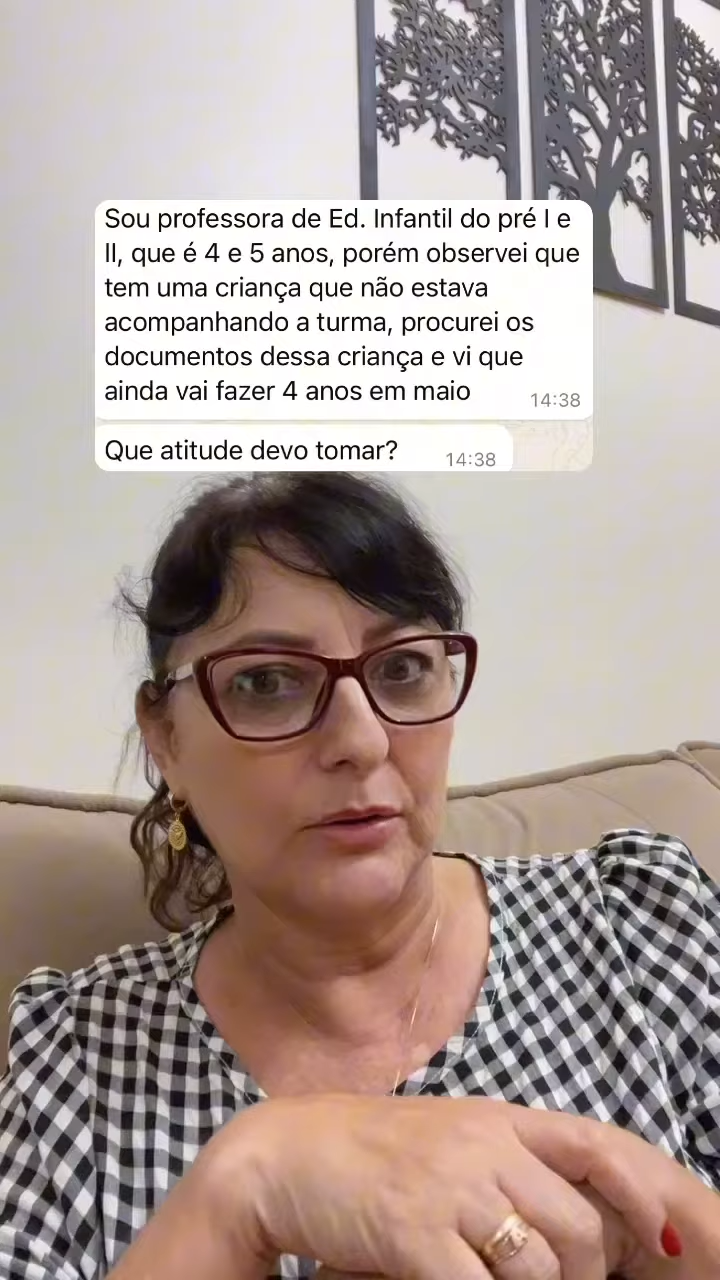 Sou professora de Ed. Infantil do pré I e
II, que é 4 e 5 anos, porém observei que
tem uma criança que não estava
acompanhando a turma, procurei os
documentos dessa criança e vi que
ainda vai fazer 4 anos em maio
14:38
Que atitude devo tomar?
14:38